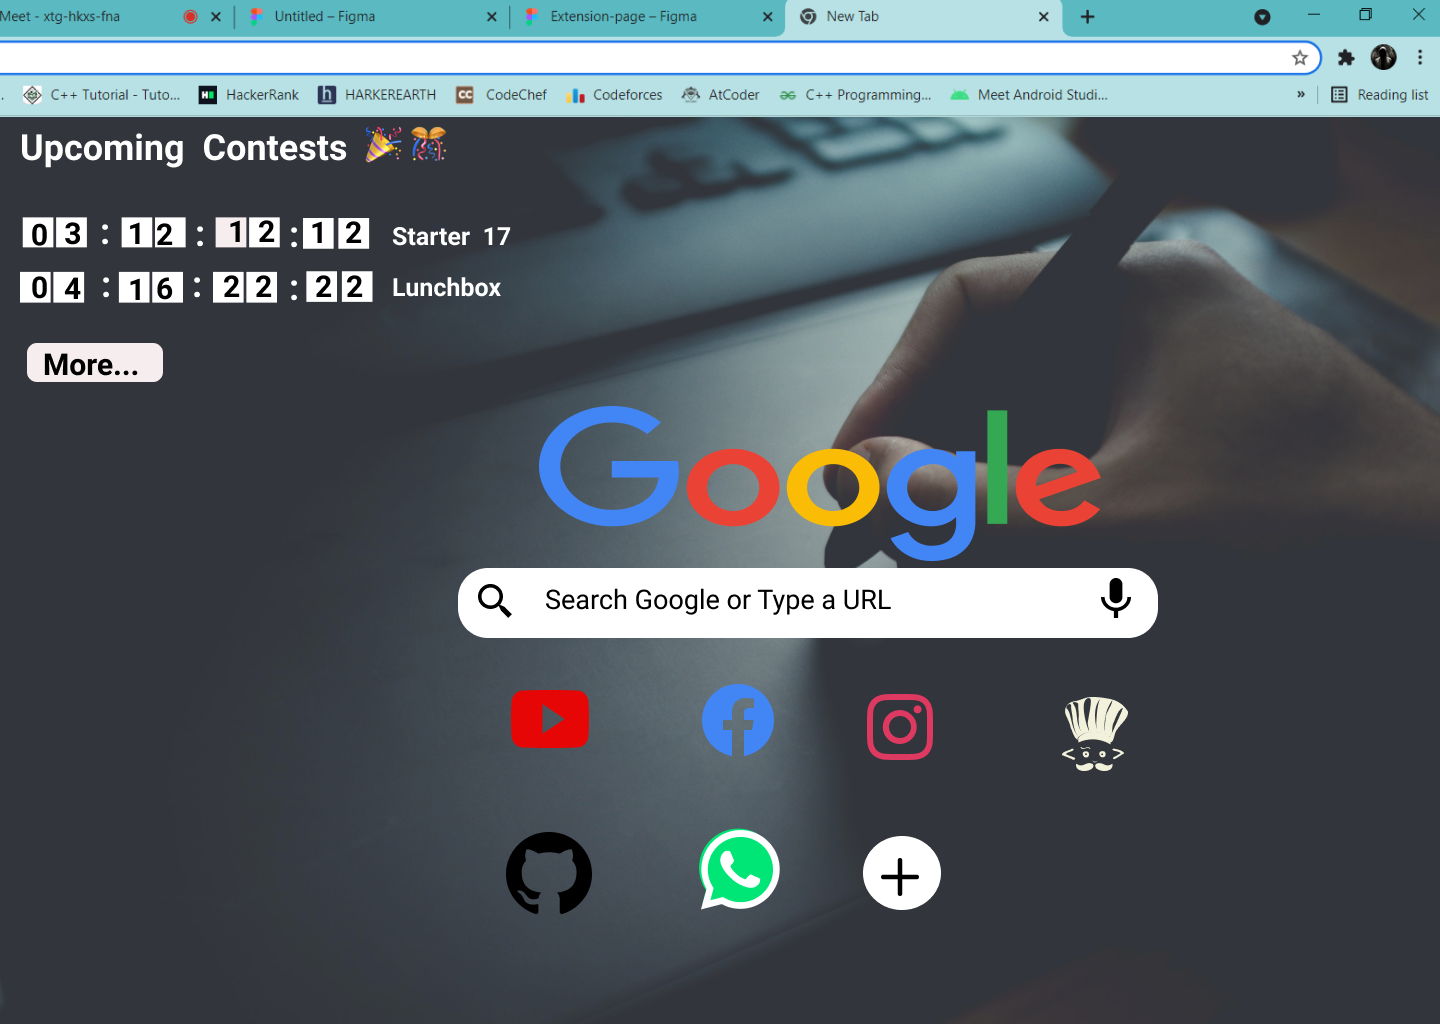 Meet - xtg-hkxs-fna
Untitled – Figma
Extension-page – Figma
New Tab
C++ Tutorial - Tuto...
HackerRank
HARKEREARTH
CodeChef
Codeforces
AtCoder
C++ Programming...
Meet Android Studi...
»
Reading list
Upcoming Contests
03 : 12 : 12 : 12 Starter 17
04 : 16 : 22 : 22 Lunchbox
More...
Google
Search Google or Type a URL